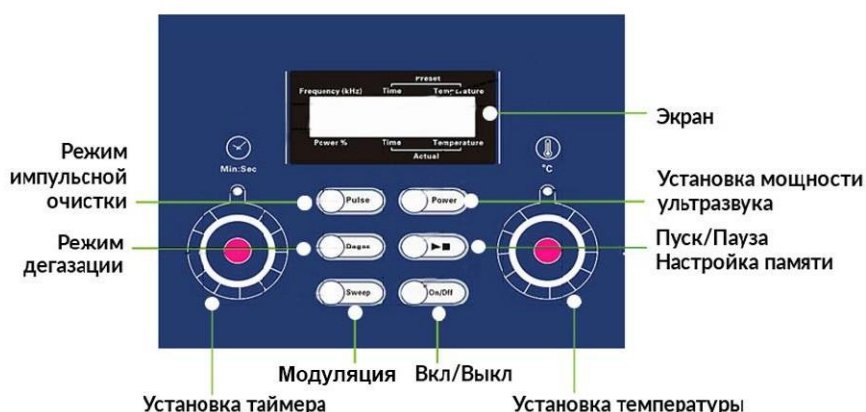 Preset
Frequency (kHz) Time Temperature
Экран
Power % Time Temperature
Actual
Min:Sec
°C
Режим
импульсной
очистки
Pulse
Power
Установка мощности
ультразвука
Режим
дегазации
Degas
Пуск/Пауза
Настройка памяти
Sweep
On/Off
Модуляция
Вкл/Выкл
Установка таймера
Установка температуры